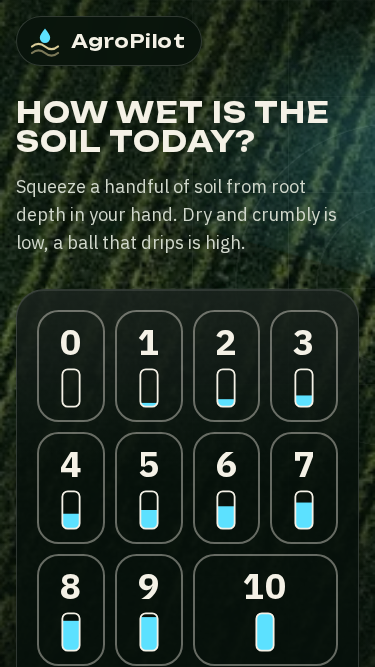 AgroPilot
HOW WET IS THE
SOIL TODAY?
Squeeze a handful of soil from root
depth in your hand. Dry and crumbly is
low, a ball that drips is high.
0 1 2 3
4 5 6 7
8 9 10